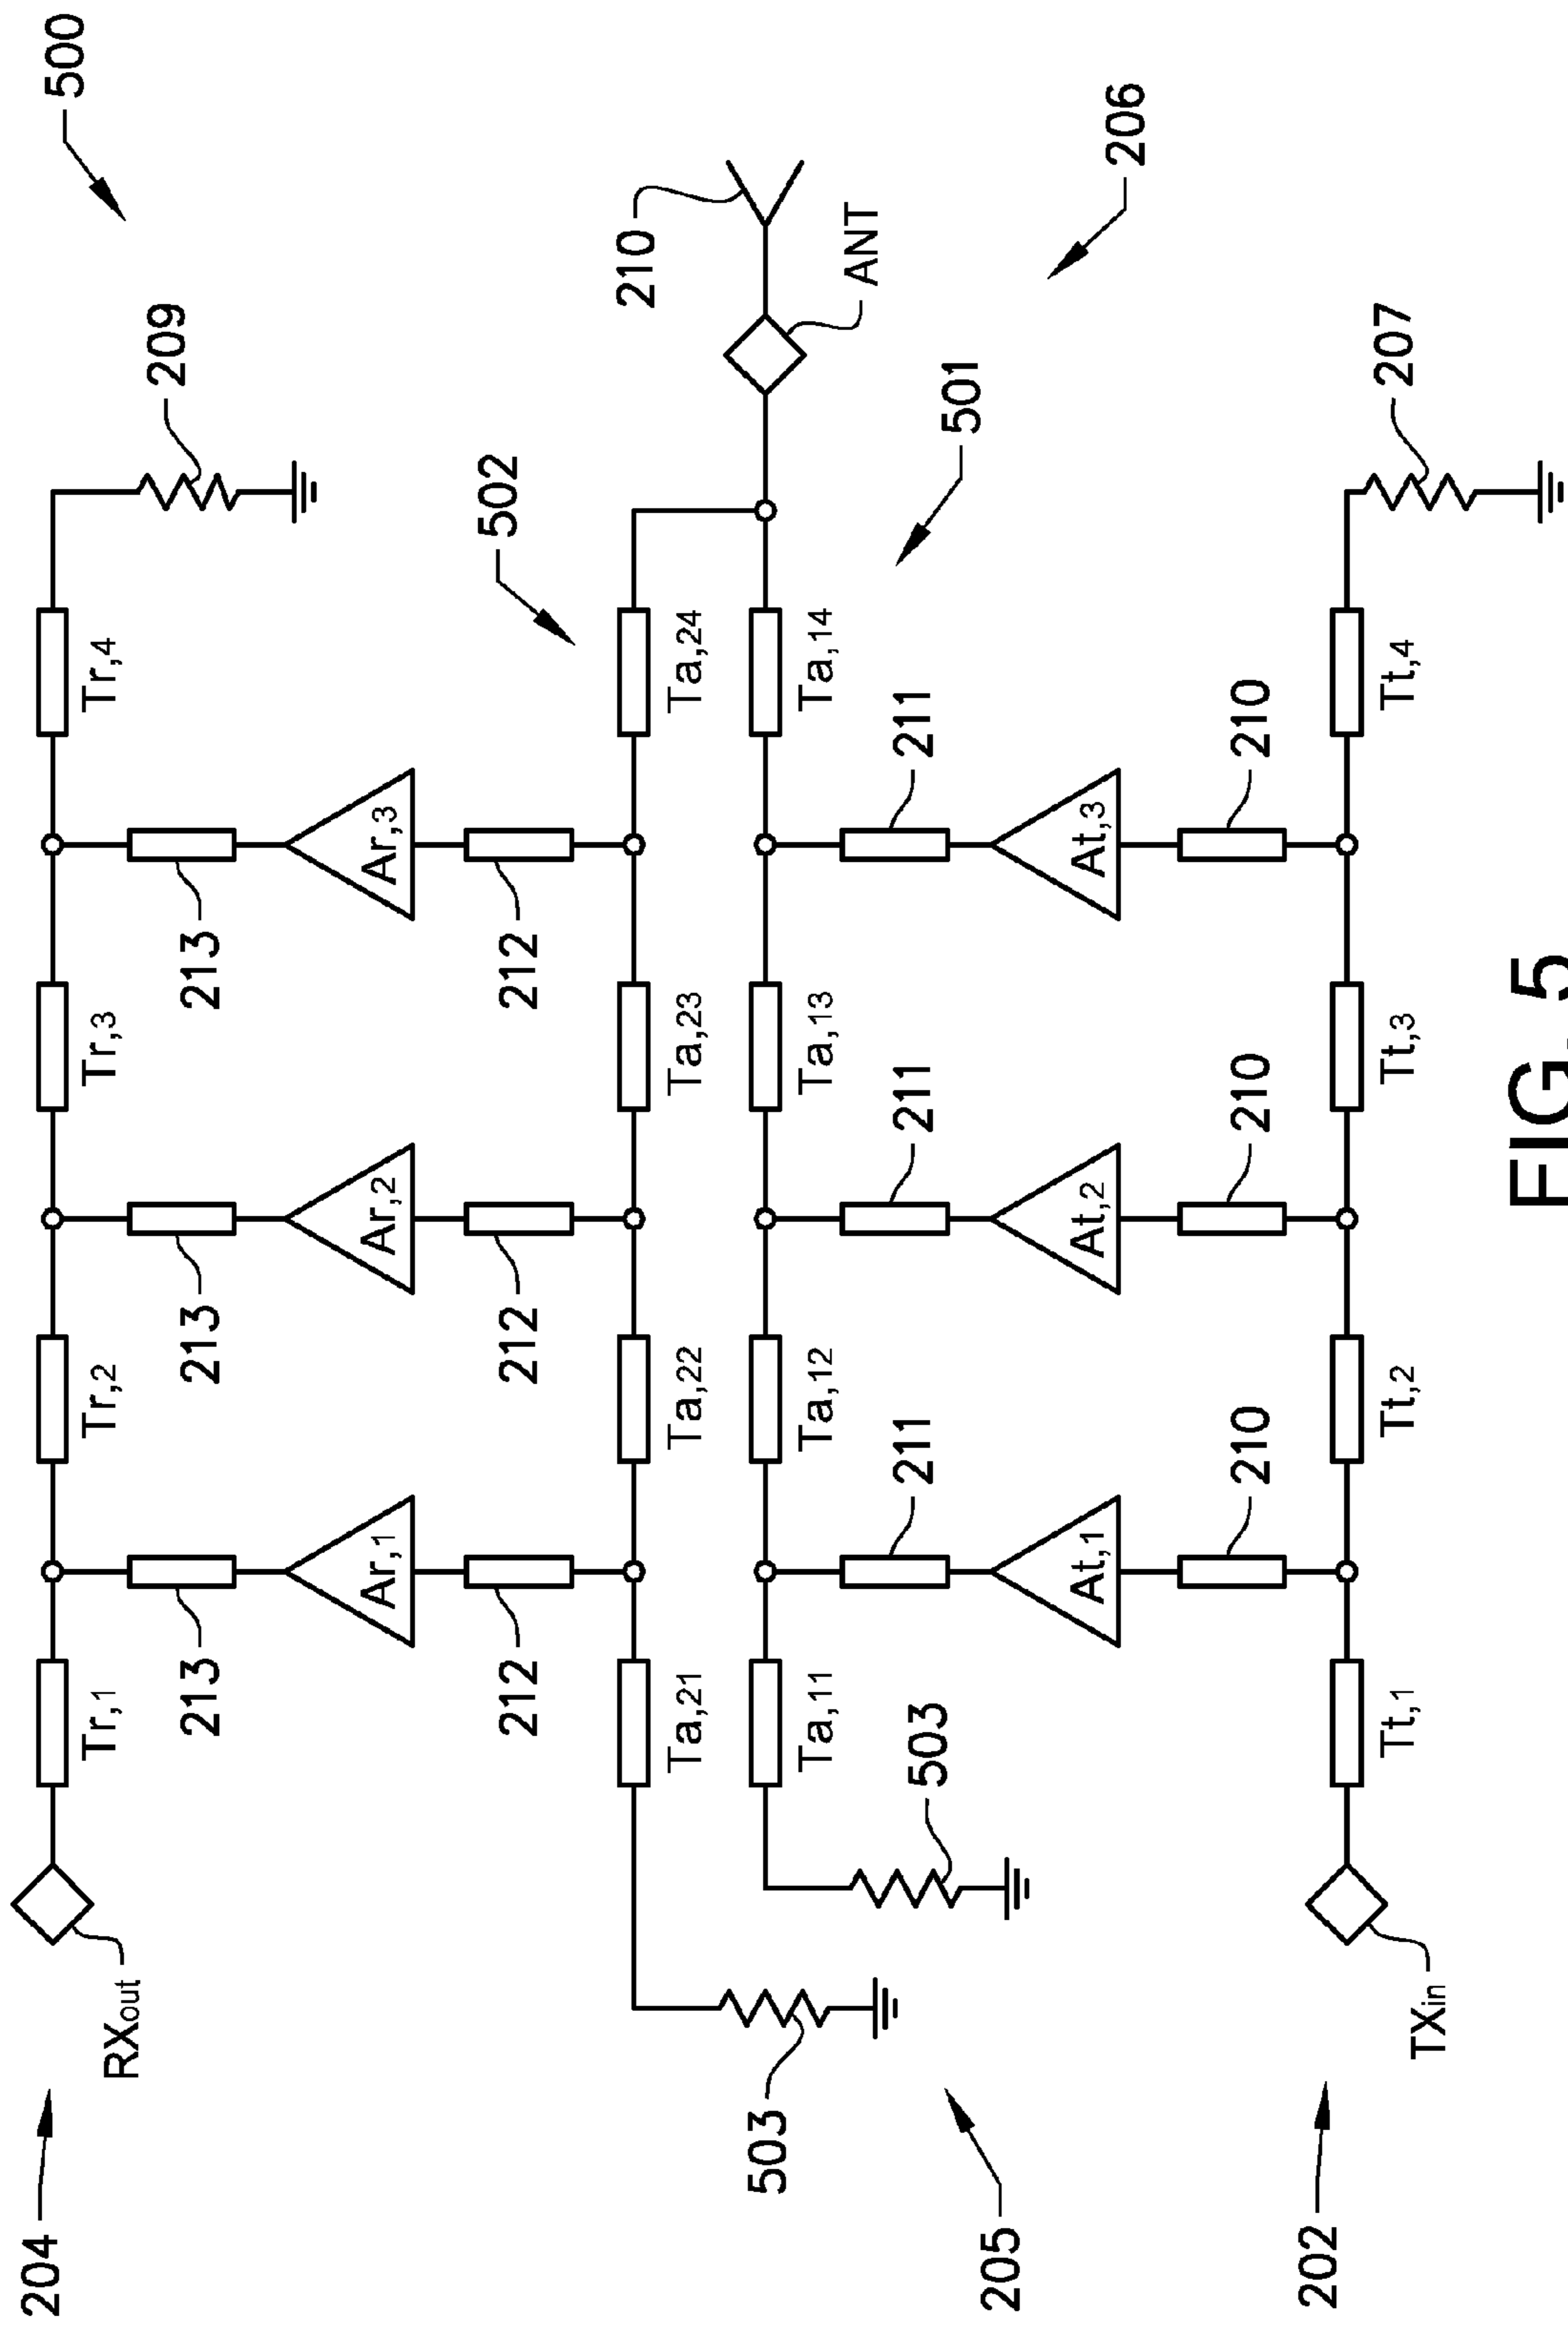 500
204
Tr,1 Tr,2 Tr,3 Tr,4
RXout
209
213 213 213
Ar,1 Ar,2 Ar,3
212 212 212 502
210
Ta,21 Ta,22 Ta,23 Ta,24
503
Ta,11 Ta,12 Ta,13 Ta,14
ANT
503 211 211 211 501
205
At,1 At,2 At,3
206
210 210 210
202
Tt,1 Tt,2 Tt,3 Tt,4 207
TXin
FIG. 5